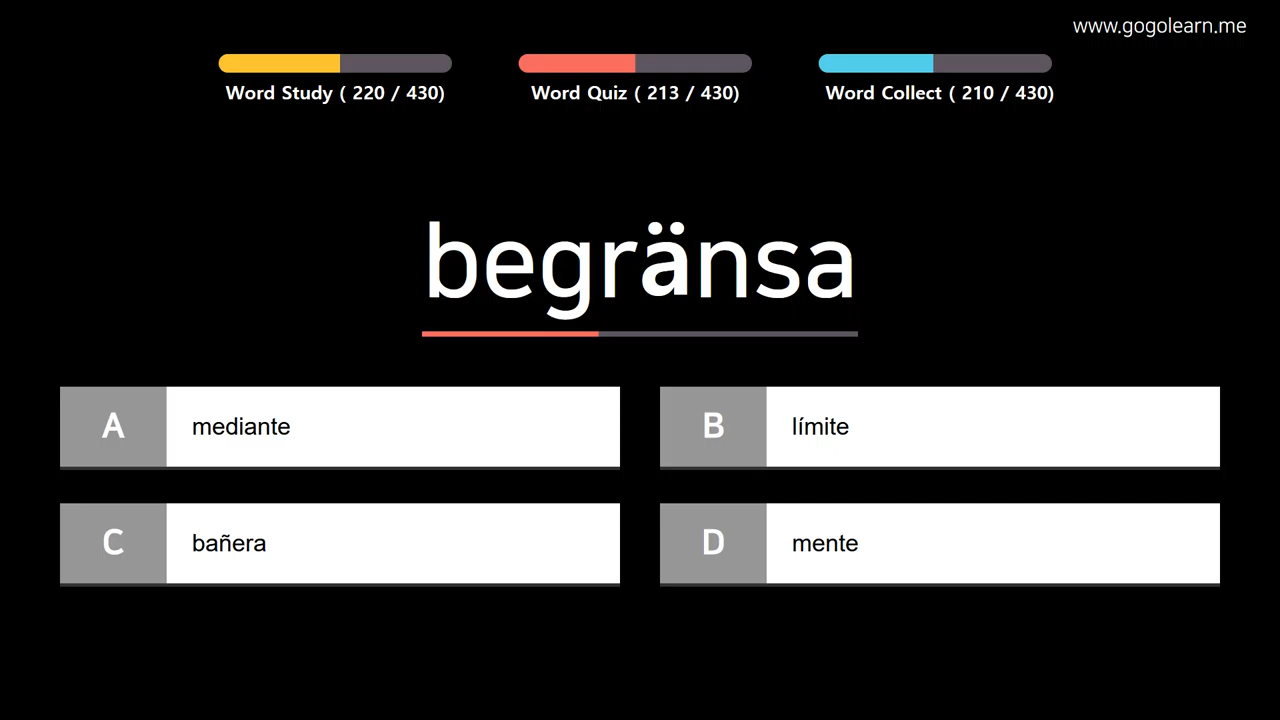 www.gogolearn.me
Word Study ( 220 / 430)
Word Quiz ( 213 / 430)
Word Collect ( 210 / 430)
begränsa
A mediante
B límite
C bañera
D mente